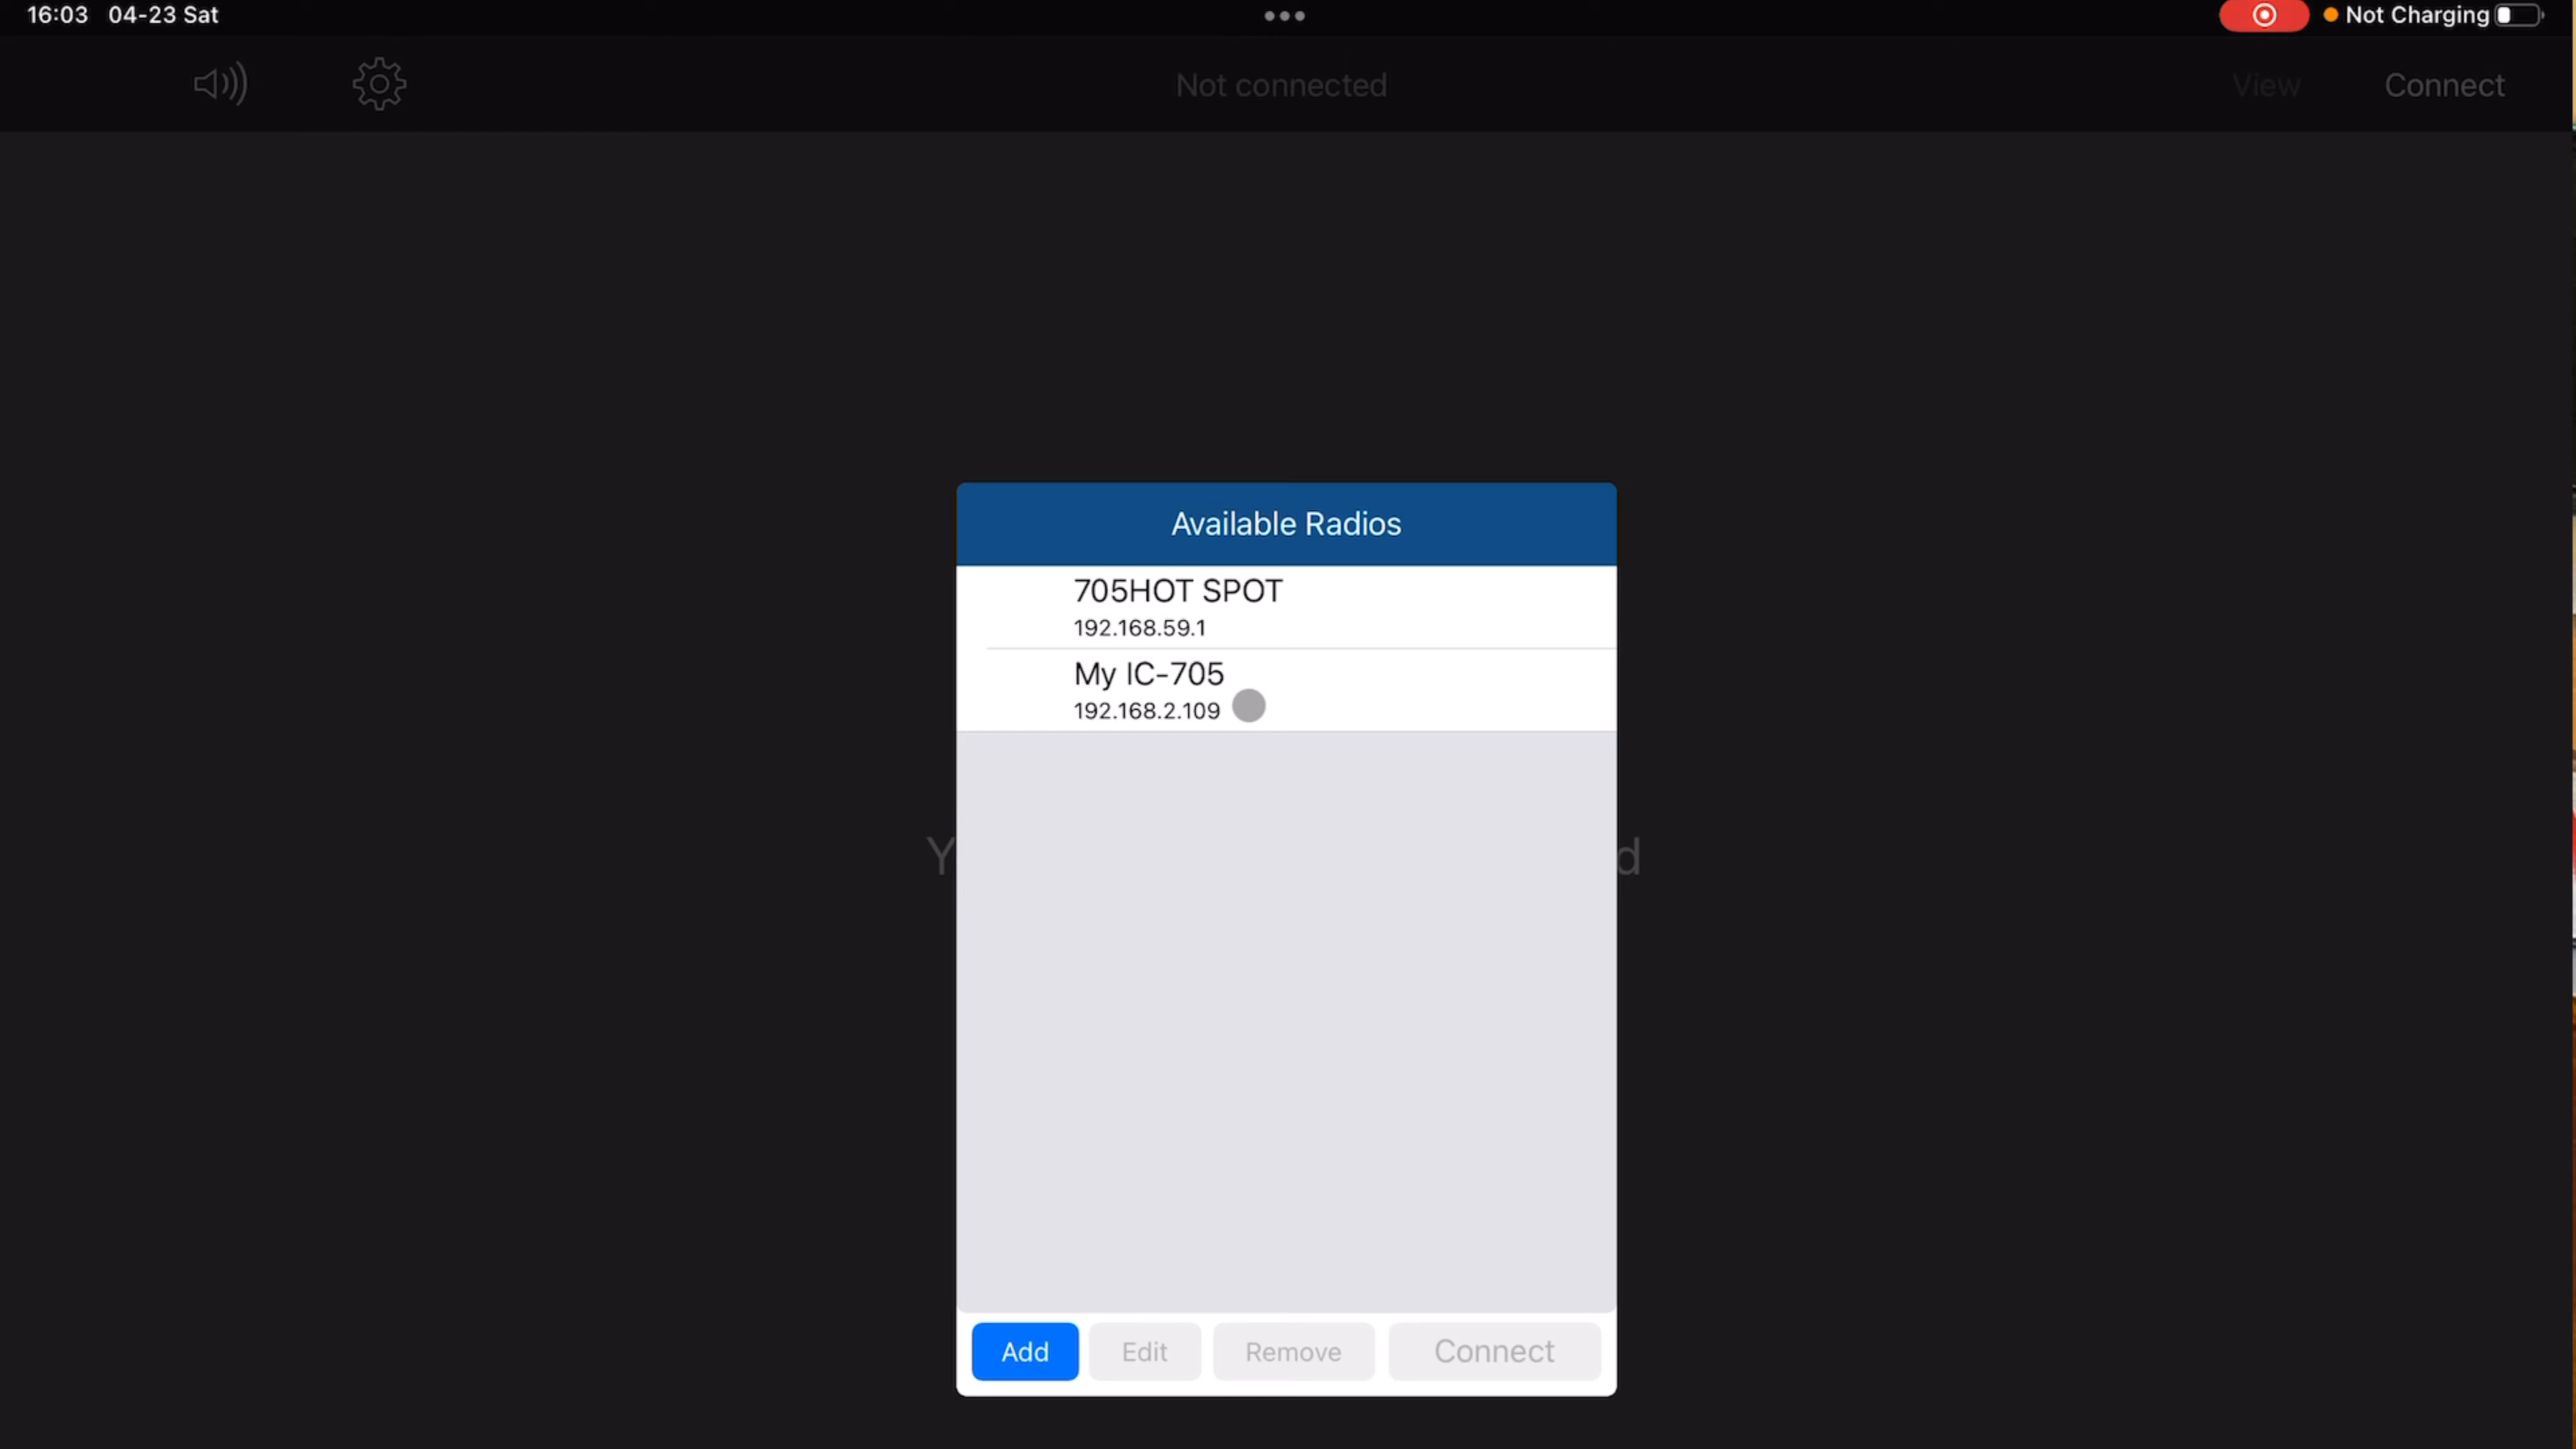 16:03 04-23 Sat
Not Charging
Not connected
View
Connect
Available Radios
705HOT SPOT
192.168.59.1
My IC-705
192.168.2.109
Add
Edit
Remove
Connect